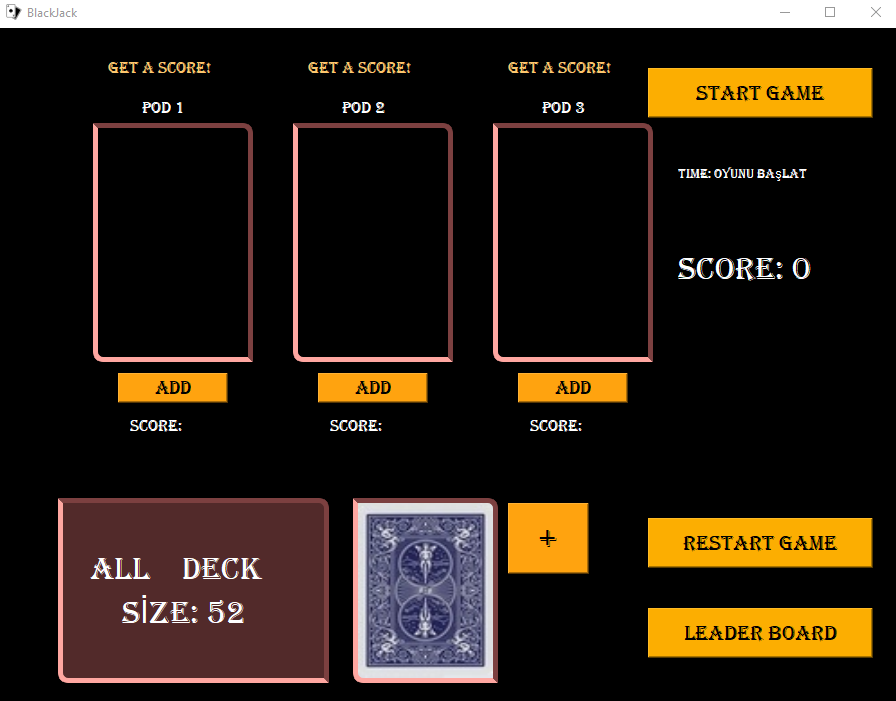 BlackJack
GET A SCORE!
GET A SCORE!
GET A SCORE!
START GAME
POD 1
POD 2
POD 3
TIME: OYUNU BAŞLAT
SCORE: 0
ADD
ADD
ADD
SCORE:
SCORE:
SCORE:
+
ALL DECK
SİZE: 52
RESTART GAME
LEADER BOARD